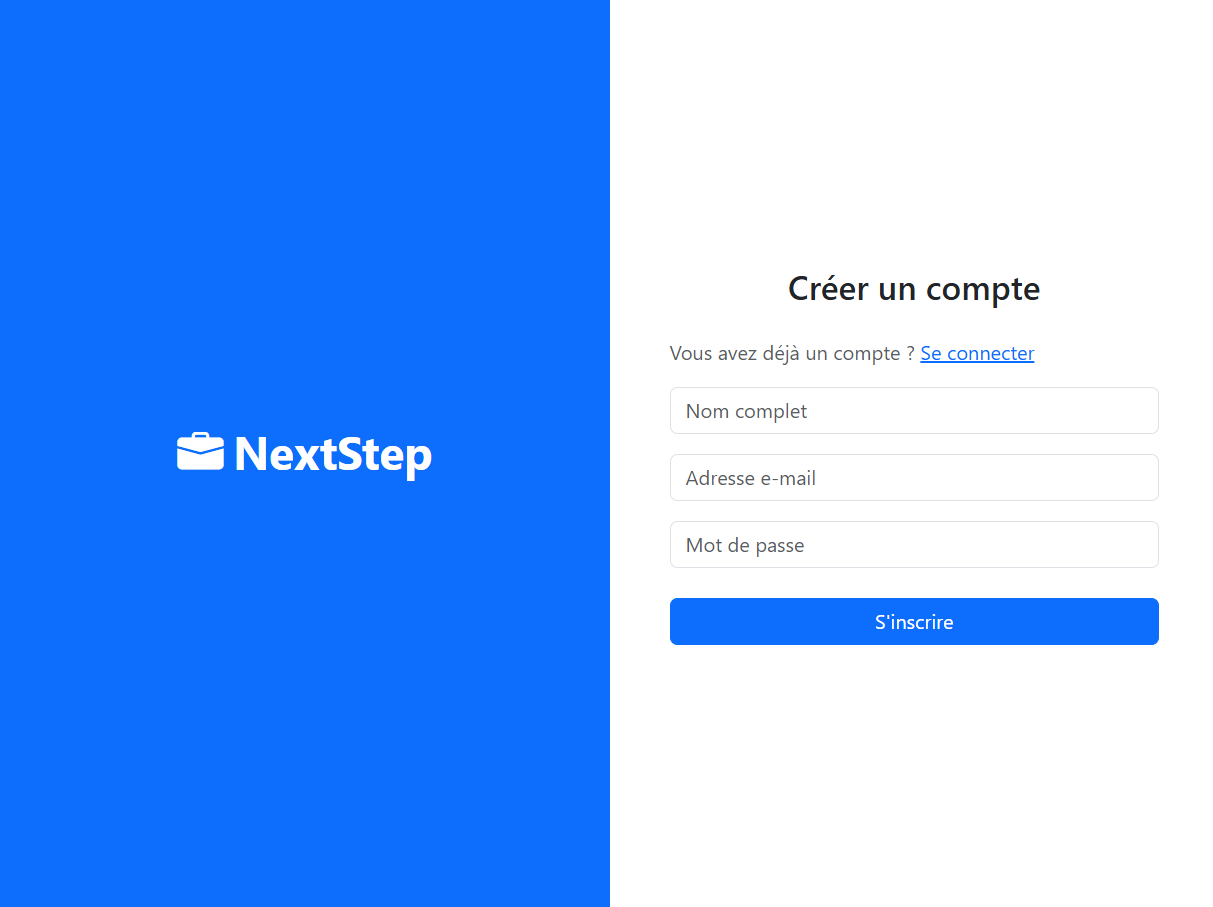 NextStep
Créer un compte
Vous avez déjà un compte ? Se connecter
Nom complet
Adresse e-mail
Mot de passe
S'inscrire